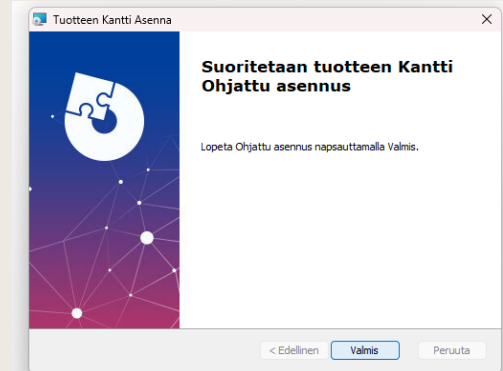 Tuotteen Kantti Asenna
Suoritetaan tuotteen Kantti
Ohjattu asennus
Lopeta Ohjattu asennus napsauttamalla Valmis.
< Edellinen
Valmis
Peruuta